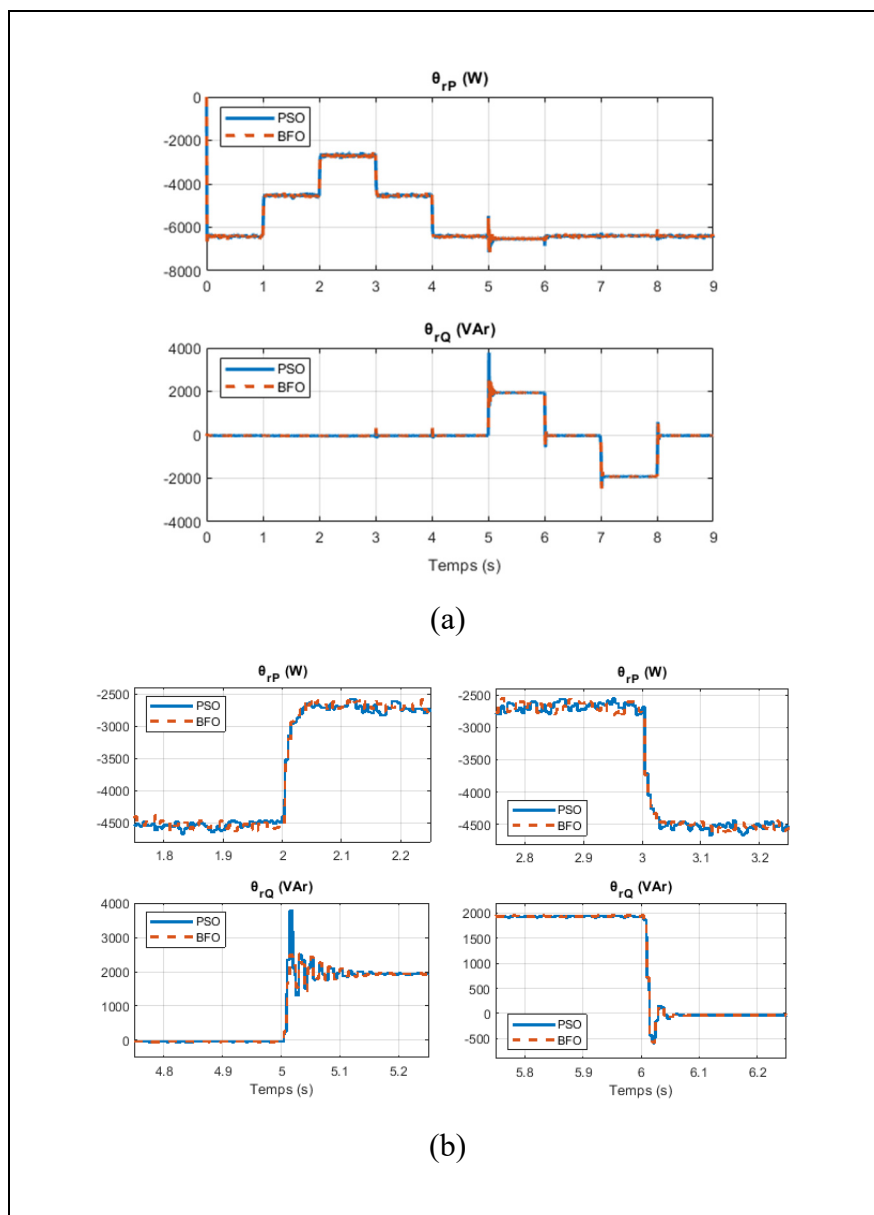 θrP (W)
0
PSO
BFO
-2000
-4000
-6000
-8000
0 1 2 3 4 5 6 7 8 9
θrQ (VAr)
4000
PSO
BFO
2000
0
-2000
-4000
0 1 2 3 4 5 6 7 8 9
Temps (s)
(a)
θrP (W)
-2500
PSO
BFO
-3000
-3500
-4000
-4500
1.8 1.9 2 2.1 2.2
θrP (W)
-2500
-3000
-3500
-4000
PSO
BFO
-4500
2.8 2.9 3 3.1 3.2
θrQ (VAr)
4000
PSO
BFO
3000
2000
1000
0
4.8 4.9 5 5.1 5.2
Temps (s)
θrQ (VAr)
2000
1500
1000
500
0
PSO
BFO
-500
5.8 5.9 6 6.1 6.2
Temps (s)
(b)